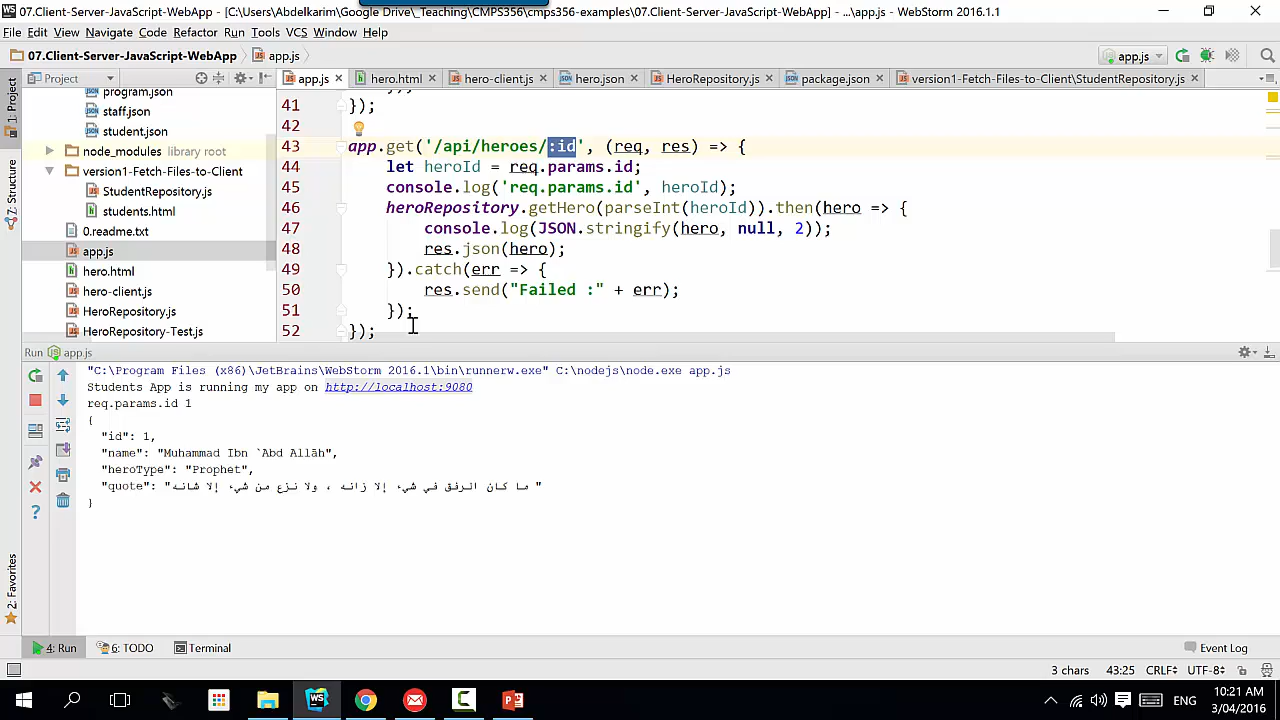 07.Client-Server-JavaScript-WebApp - [C:\Users\Abdelkarim\Google Drive\_Teaching\CMPS356\cmps356-examples\07.Client-Server-JavaScript-WebApp] - ...\app.js - WebStorm 2016.1.1
File Edit View Navigate Code Refactor Run Tools VCS Window Help
07.Client-Server-JavaScript-WebApp app.js app.js
Project app.js hero.html hero-client.js hero.json HeroRepository.js package.json version1-Fetch-Files-to-Client\StudentRepository.js
1: Project
Z: Structure
2: Favorites
program.json
staff.json
student.json
node_modules library root
version1-Fetch-Files-to-Client
StudentRepository.js
students.html
0.readme.txt
app.js
hero.html
hero-client.js
HeroRepository.js
HeroRepository-Test.js
41 });
42
43 app.get('/api/heroes/:id', (req, res) => {
44 let heroId = req.params.id;
45 console.log('req.params.id', heroId);
46 heroRepository.getHero(parseInt(heroId)).then(hero => {
47 console.log(JSON.stringify(hero, null, 2));
48 res.json(hero);
49 }).catch(err => {
50 res.send("Failed :" + err);
51 });
52 });
Run app.js
"C:\Program Files (x86)\JetBrains\WebStorm 2016.1\bin\runnerw.exe" C:\nodejs\node.exe app.js
Students App is running my app on http://localhost:9080
req.params.id 1
{
"id": 1,
"name": "Muhammad Ibn `Abd Allāh",
"heroType": "Prophet",
"quote": "ما كان الرفق في شيء إلا زانه ، ولا نزع من شيء إلا شانه "
}
4: Run 6: TODO Terminal Event Log
3 chars 43:25 CRLF÷ UTF-8÷
ENG 10:21 AM
3/04/2016